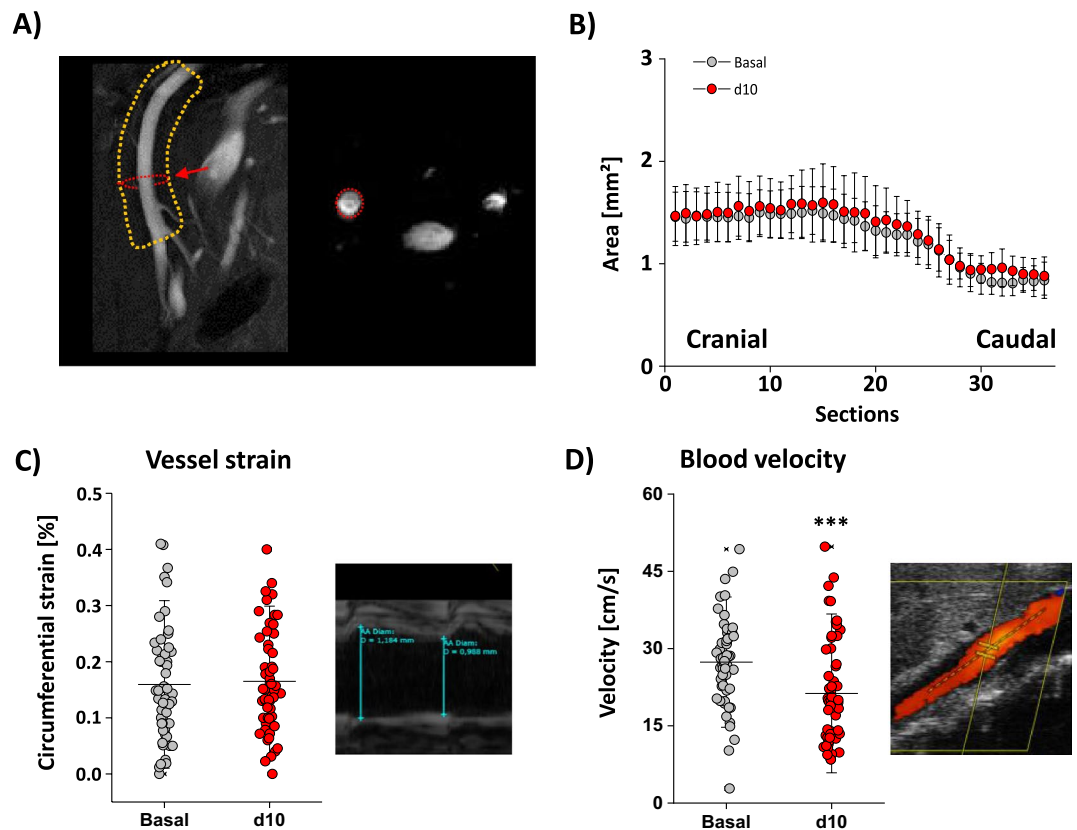 A)
B)
3
2
1
0
Area [mm²]
Basal
d10
Cranial
Caudal
0
10
20
30
Sections
C)
Vessel strain
0.5
0.4
0.3
0.2
0.1
0.0
Circumferential strain [%]
Basal
d10
AA Diam:
D = 1,184 mm
AA Diam:
D = 0,988 mm
D)
Blood velocity
60
45
30
15
0
Velocity [cm/s]
***
Basal
d10